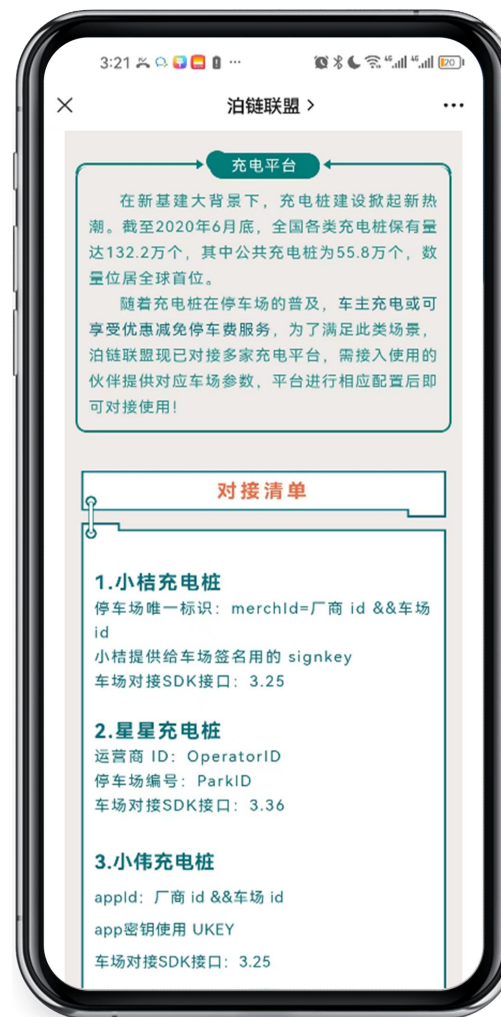 3:21
4G
4G
20
泊链联盟 >
充电平台
在新基建大背景下，充电桩建设掀起新热
潮。截至2020年6月底，全国各类充电桩保有量
达132.2万个，其中公共充电桩为55.8万个，数
量位居全球首位。
随着充电桩在停车场的普及，车主充电或可
享受优惠减免停车费服务，为了满足此类场景，
泊链联盟现已对接多家充电平台，需接入使用的
伙伴提供对应车场参数，平台进行相应配置后即
可对接使用！
对接清单
1.小桔充电桩
停车场唯一标识：merchId=厂商 id &&车场
id
小桔提供给车场签名用的 signkey
车场对接SDK接口：3.25
2.星星充电桩
运营商 ID：OperatorID
停车场编号：ParkID
车场对接SDK接口：3.36
3.小伟充电桩
appId：厂商 id &&车场 id
app密钥使用 UKEY
车场对接SDK接口：3.25